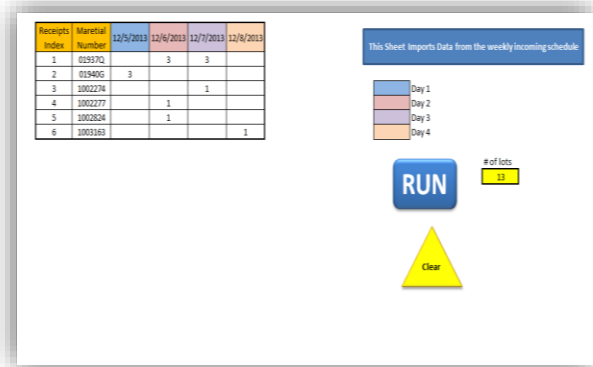 Receipts Index Maretial Number 12/5/2013 12/6/2013 12/7/2013 12/8/2013
1 01937Q 3 3
2 01940G 3
3 1002274 1
4 1002277 1
5 1002824 1
6 1003163 1
This Sheet Imports Data from the weekly incoming schedule
Day 1
Day 2
Day 3
Day 4
# of lots
13
RUN
Clear